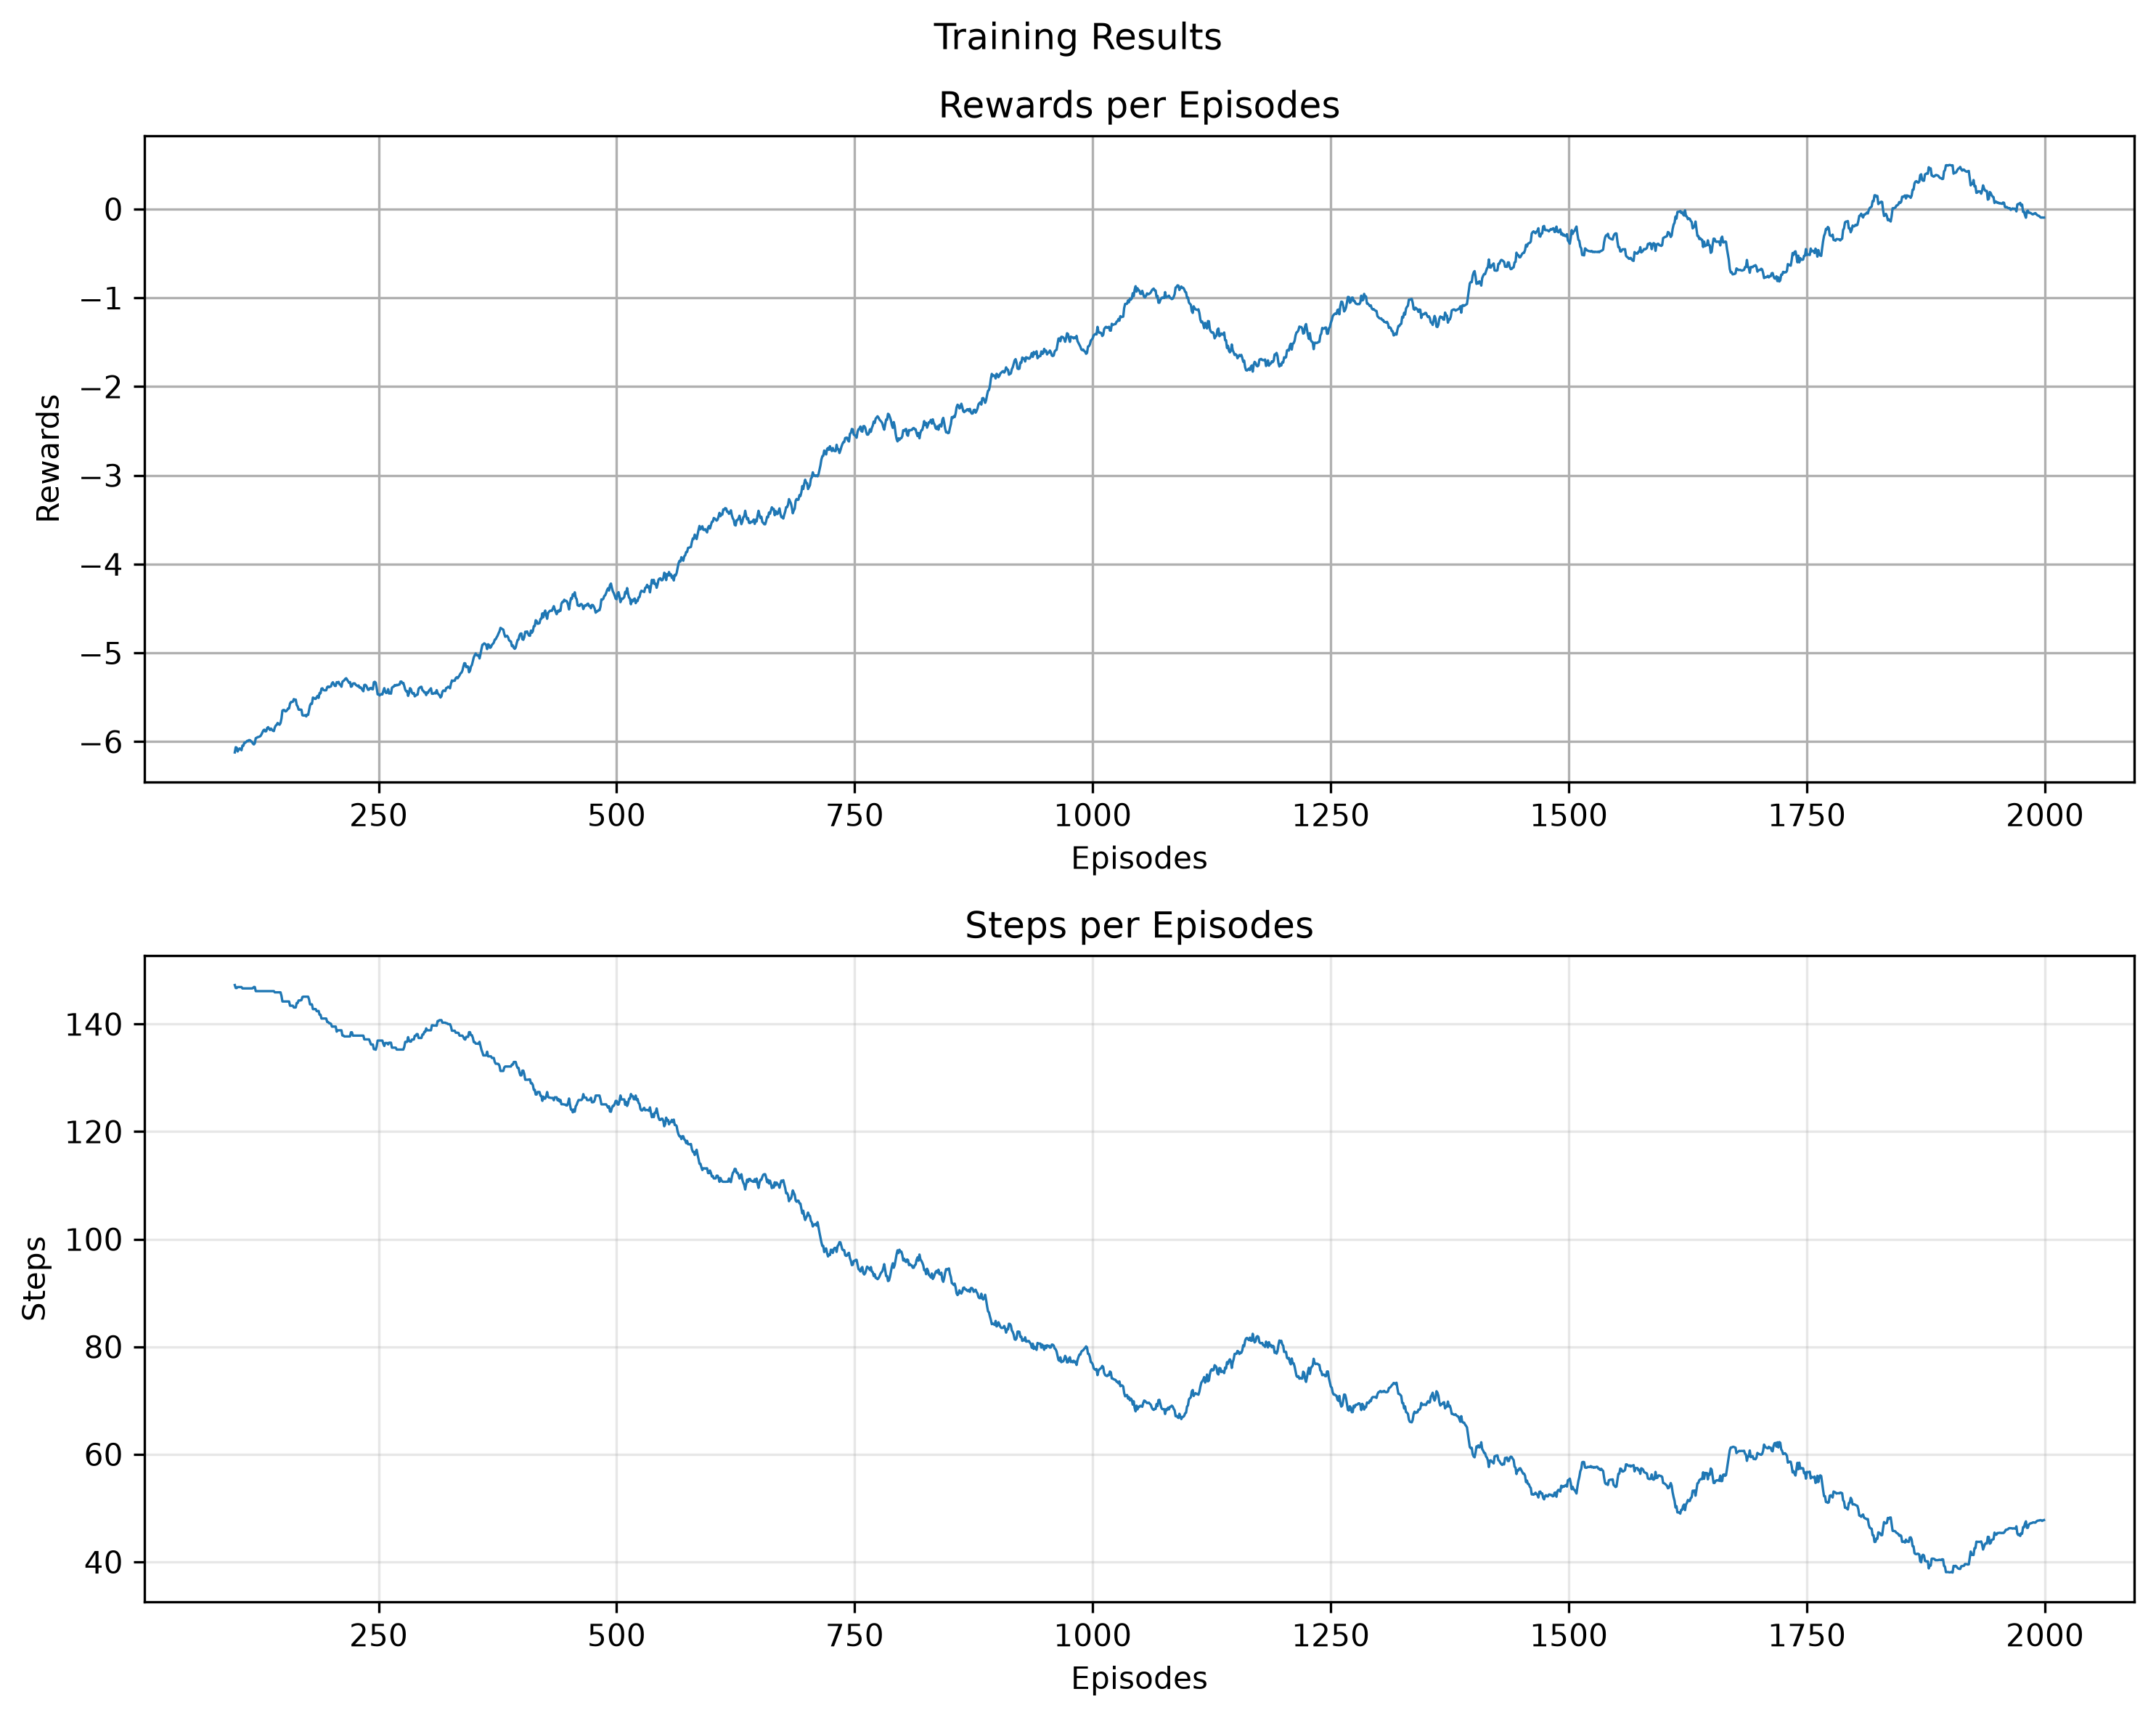 Training Results
Rewards per Episodes
Rewards
0
−1
−2
−3
−4
−5
−6
250 500 750 1000 1250 1500 1750 2000
Episodes
Steps per Episodes
Steps
140
120
100
80
60
40
250 500 750 1000 1250 1500 1750 2000
Episodes